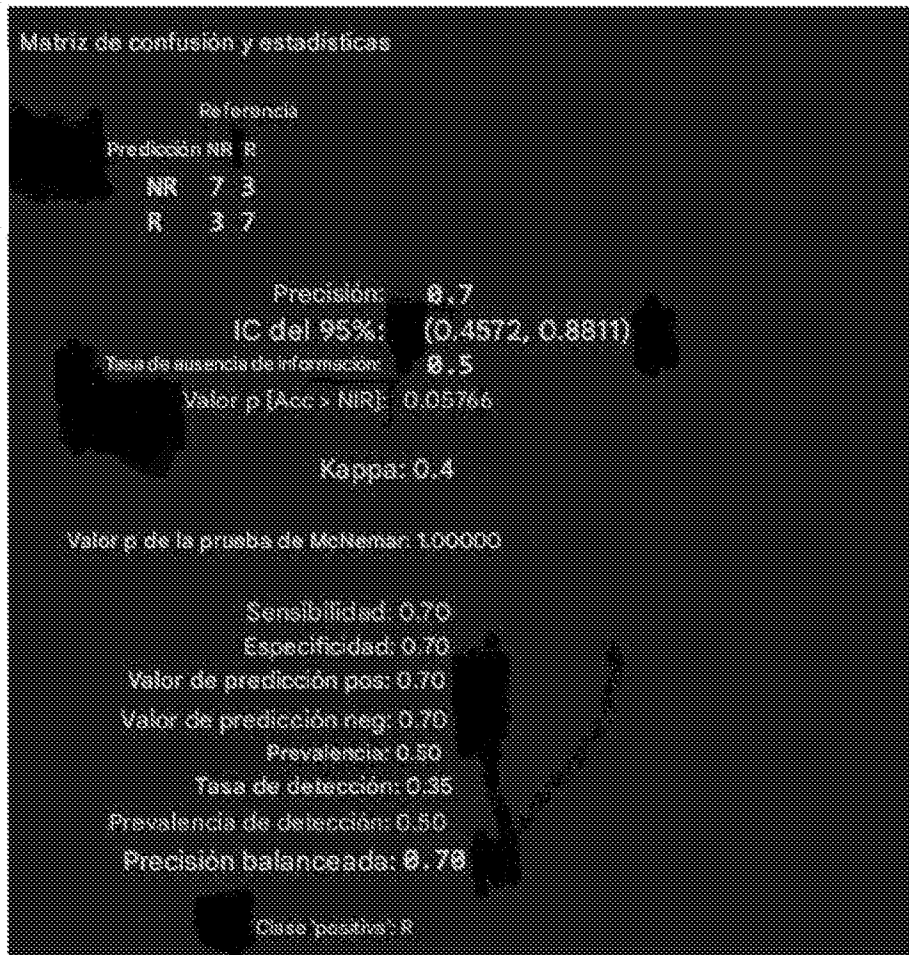 Matriz de confusión y estadísticas
Referencia
Predicción NR R
NR 7 3
R 3 7
Precisión: 0.7
IC del 95%: (0.4572, 0.8811)
Tasa de ausencia de información: 0.5
Valor p [Acc > NIR]: 0.05766
Kappa: 0.4
Valor p de la prueba de McNemar: 1.00000
Sensibilidad: 0.70
Especificidad: 0.70
Valor de predicción pos: 0.70
Valor de predicción neg: 0.70
Prevalencia: 0.50
Tasa de detección: 0.35
Prevalencia de detección: 0.50
Precisión balanceada: 0.70
Clase 'positiva': R